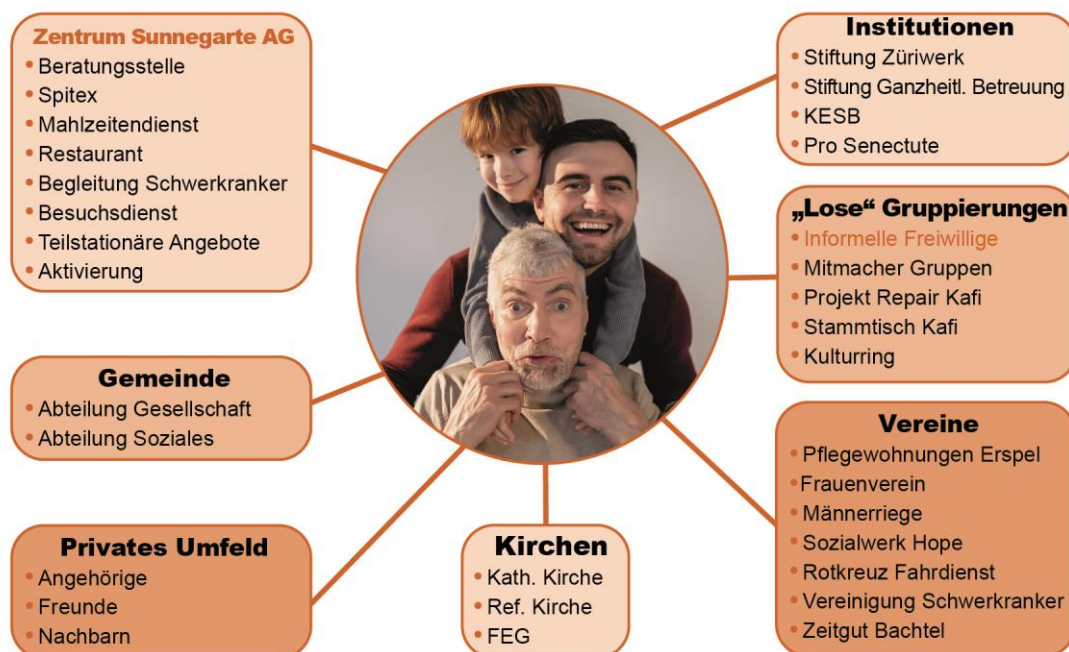 Zentrum Sunnegarte AG
• Beratungsstelle
• Spitex
• Mahlzeitendienst
• Restaurant
• Begleitung Schwerkranker
• Besuchsdienst
• Teilstationäre Angebote
• Aktivierung
Gemeinde
• Abteilung Gesellschaft
• Abteilung Soziales
Privates Umfeld
• Angehörige
• Freunde
• Nachbarn
Kirchen
• Kath. Kirche
• Ref. Kirche
• FEG
Institutionen
• Stiftung Züriwerk
• Stiftung Ganzheitl. Betreuung
• KESB
• Pro Senectute
„Lose“ Gruppierungen
• Informelle Freiwillige
• Mitmacher Gruppen
• Projekt Repair Kafi
• Stammtisch Kafi
• Kulturring
Vereine
• Pflegewohnungen Erspel
• Frauenverein
• Männerriege
• Sozialwerk Hope
• Rotkreuz Fahrdienst
• Vereinigung Schwerkranker
• Zeitgut Bachtel